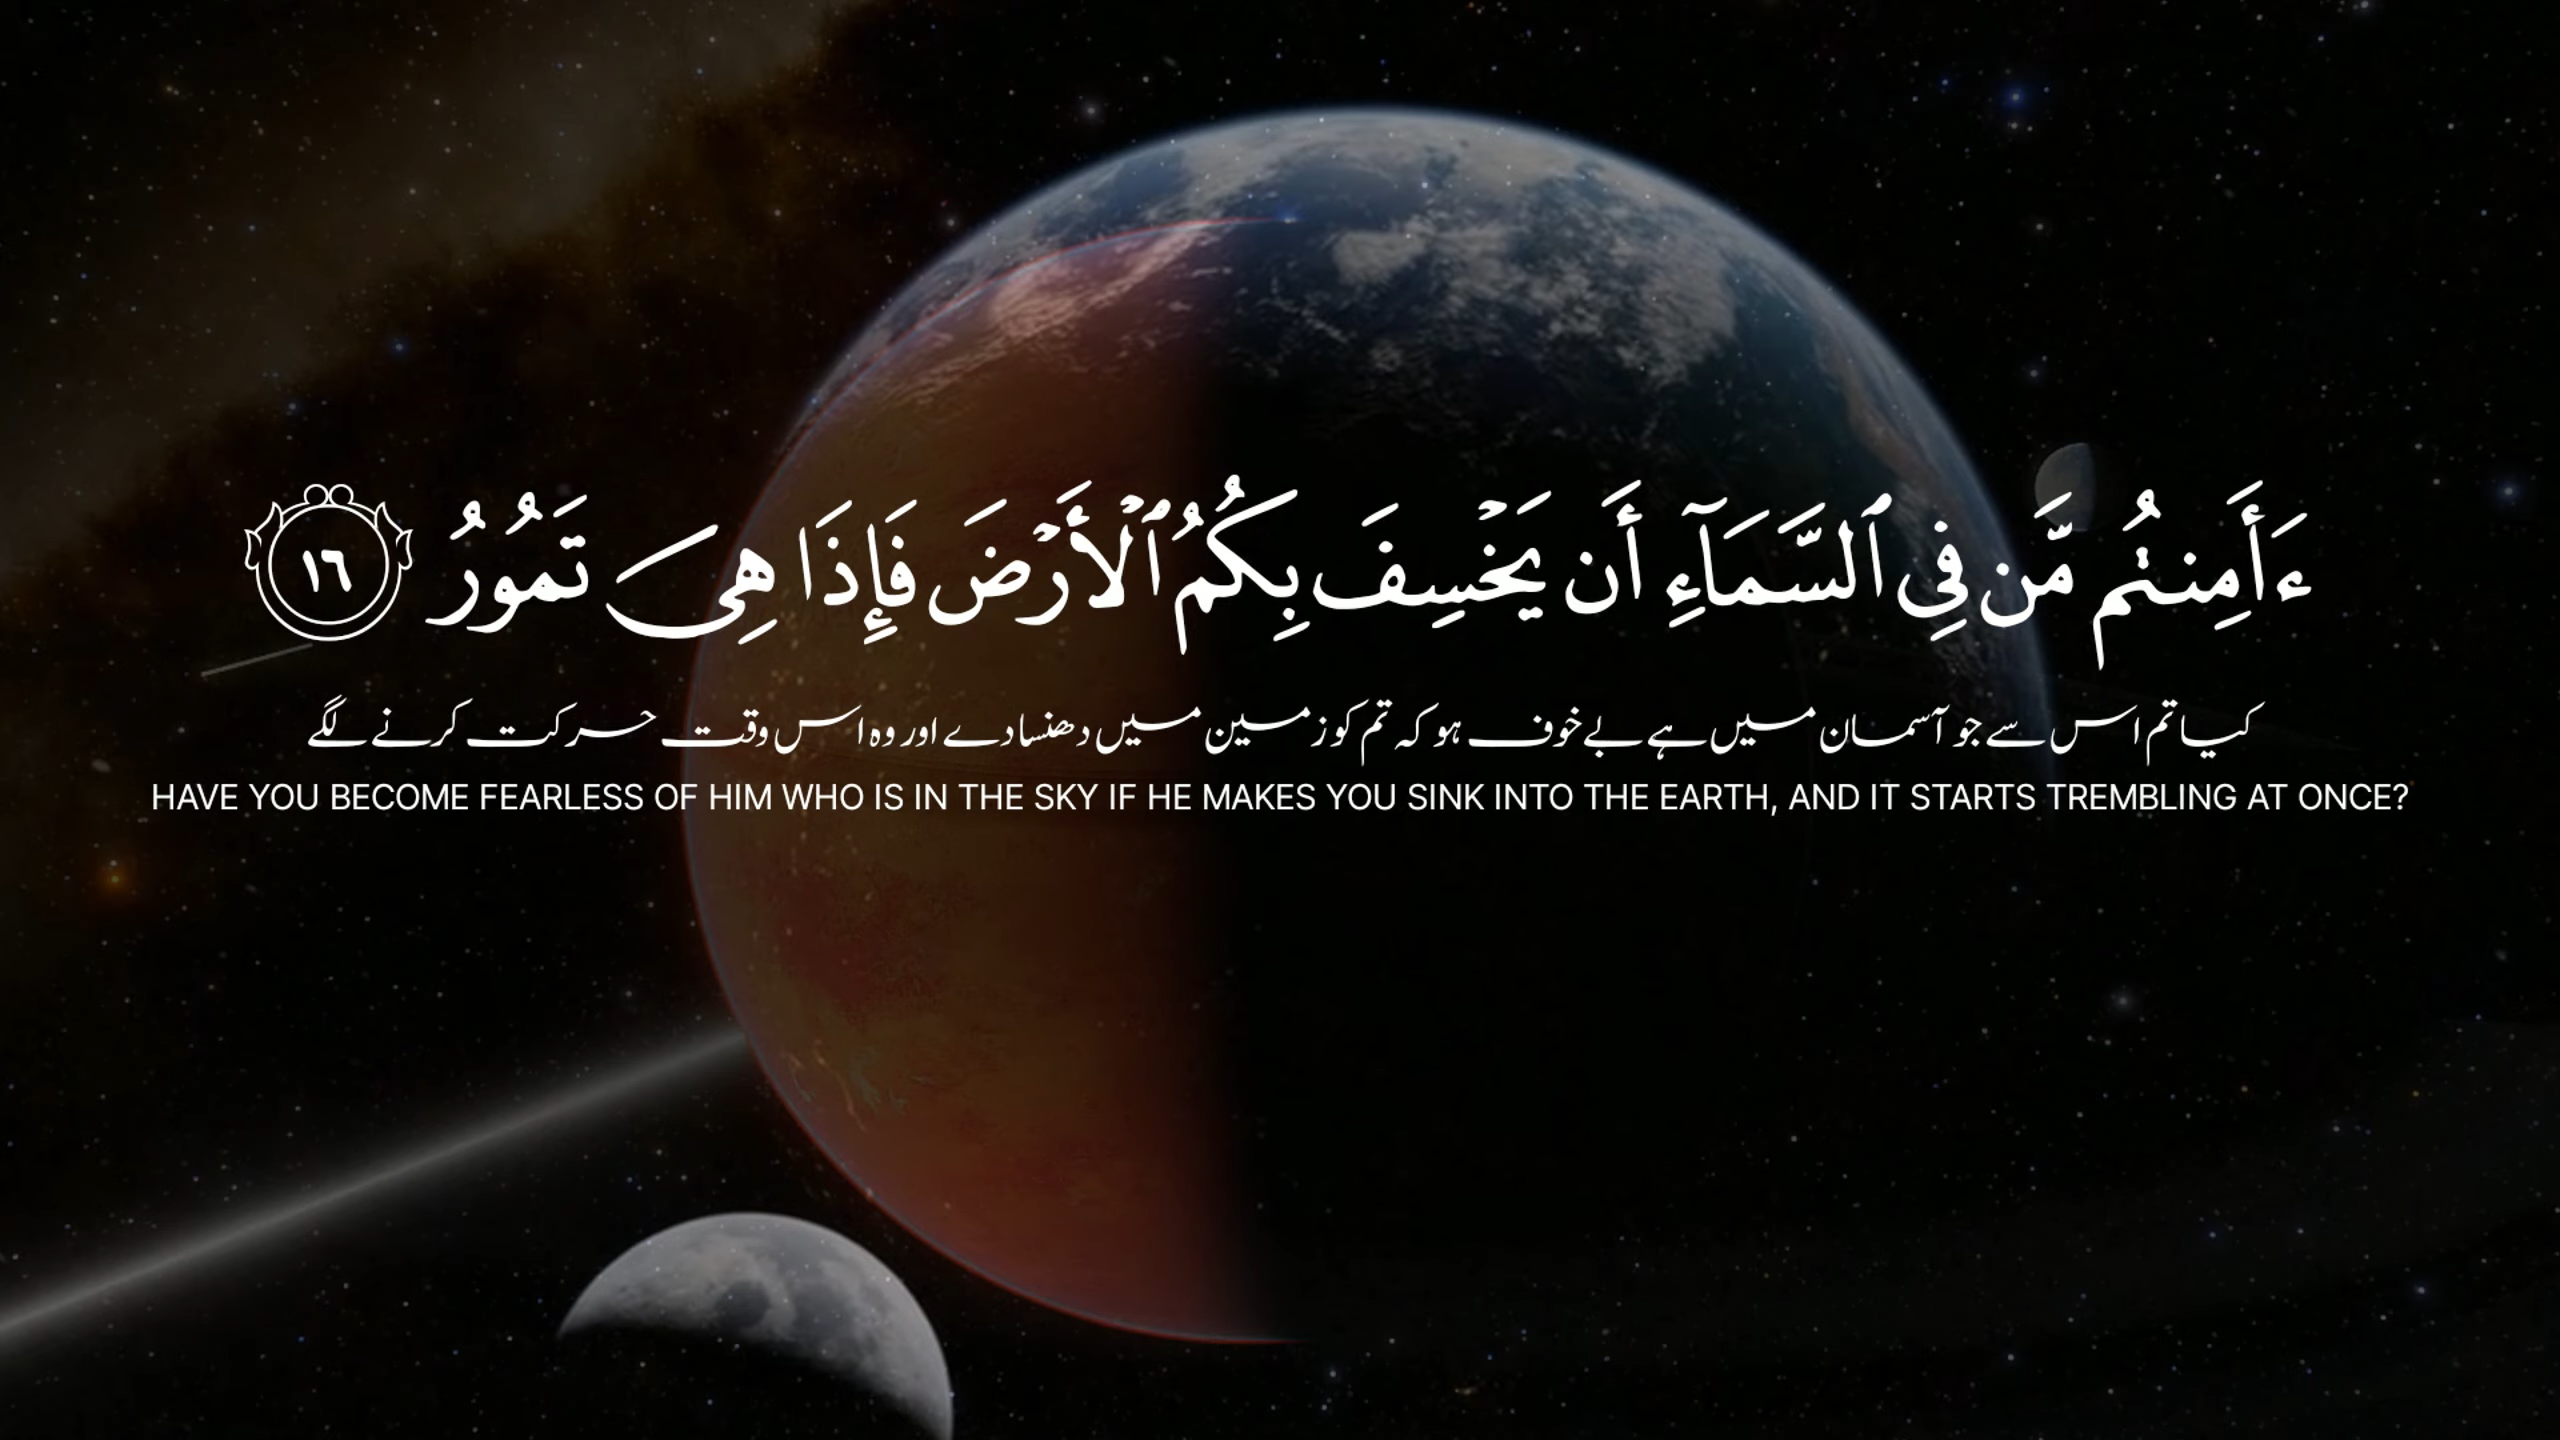 ءَأَمِنتُم مَّن فِي ٱلسَّمَآءِ أَن يَخۡسِفَ بِكُمُ ٱلۡأَرۡضَ فَإِذَا هِيَ تَمُورُ ١٦
کیا تم اس سے جو آسمان میں ہے بے خوف ہو کہ تم کو زمین میں دھنسا دے اور وہ اس وقت حرکت کرنے لگے
HAVE YOU BECOME FEARLESS OF HIM WHO IS IN THE SKY IF HE MAKES YOU SINK INTO THE EARTH, AND IT STARTS TREMBLING AT ONCE?